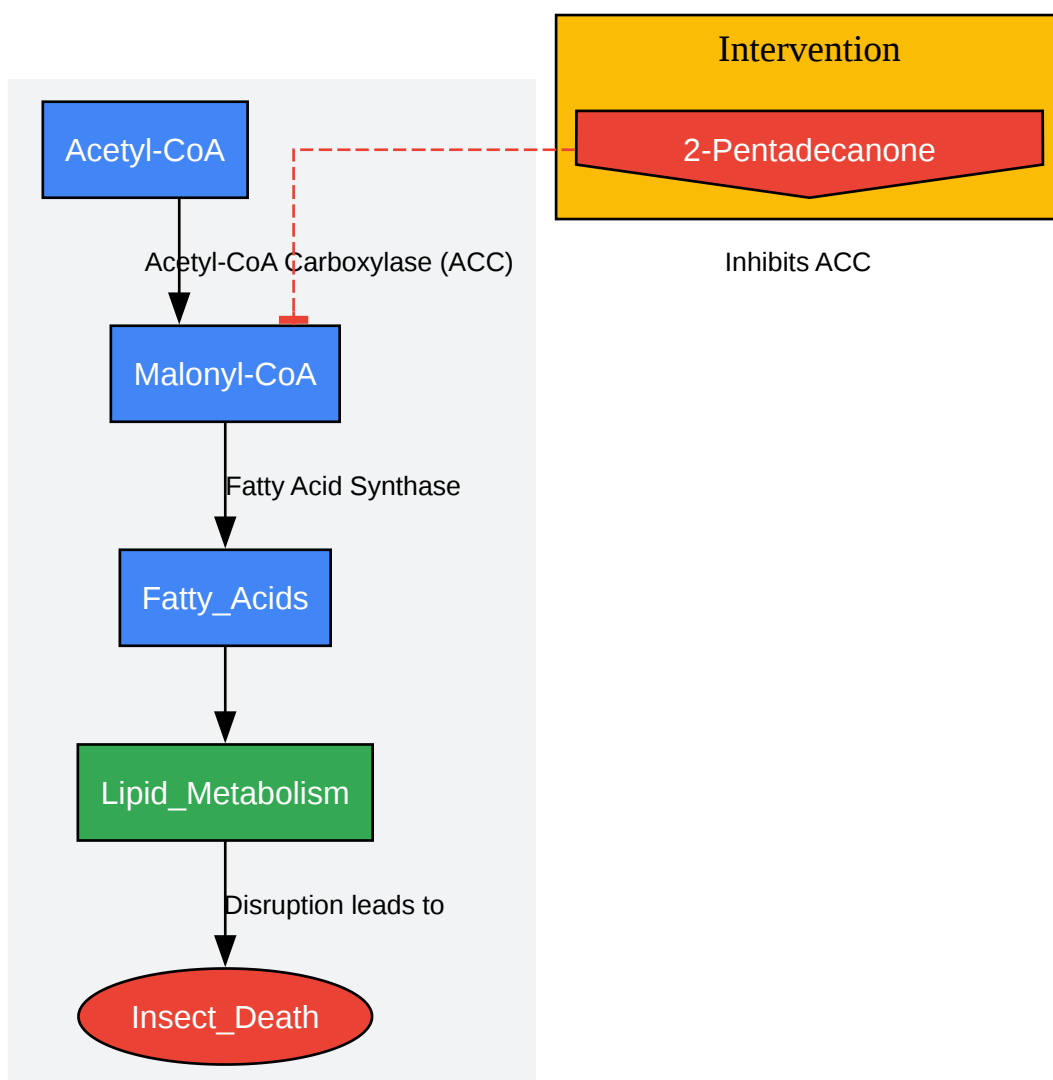 Intervention
Acetyl-CoA
2-Pentadecanone
Acetyl-CoA Carboxylase (ACC)
Inhibits ACC
Malonyl-CoA
Fatty Acid Synthase
Fatty_Acids
Lipid_Metabolism
Disruption leads to
Insect_Death